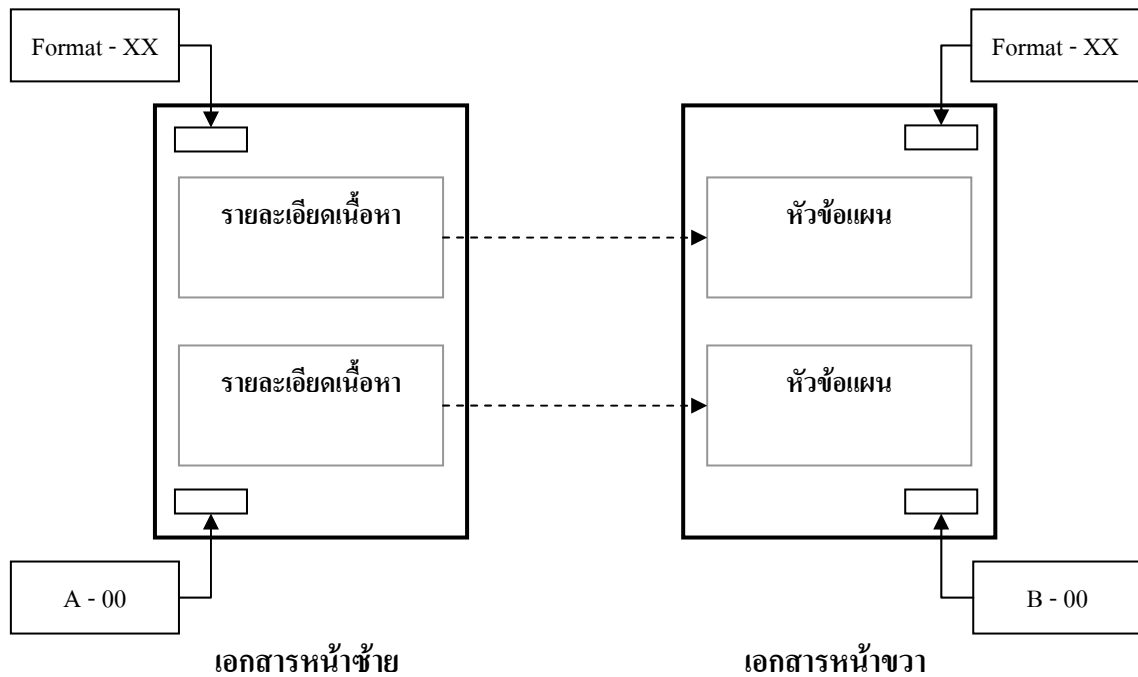 Format - XX
Format - XX
รายละเอียดเนื้อหา
หัวข้อแผน
รายละเอียดเนื้อหา
หัวข้อแผน
A - 00
B - 00
เอกสารหน้าซ้าย
เอกสารหน้าขวา